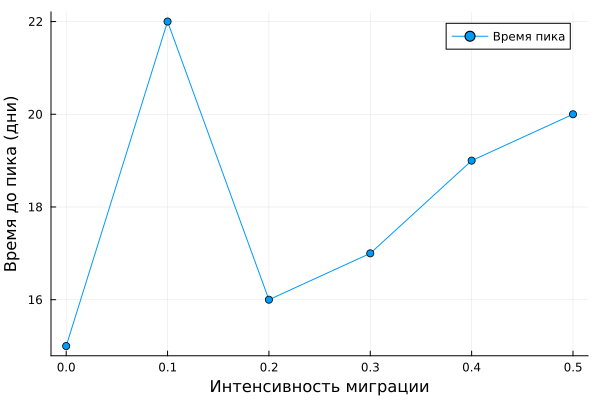 22
20
18
16
Время до пика (дни)
Время пика
0.0 0.1 0.2 0.3 0.4 0.5
Интенсивность миграции